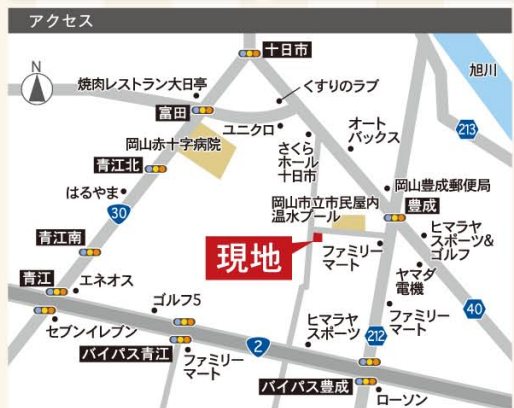 アクセス
N
十日市
旭川
焼肉レストラン大日亭
くすりのラブ
富田
ユニクロ
オート
バックス
213
岡山赤十字病院
さくら
ホール
十日市
青江北
岡山豊成郵便局
はるやま
岡山市立市民屋内
温水プール
豊成
30
ヒマラヤ
スポーツ&
ゴルフ
青江南
現地
ファミリー
マート
ヤマダ
電機
青江
エネオス
ゴルフ5
ファミリー
マート
40
セブンイレブン
ヒマラヤ
スポーツ
212
2
バイパス青江
ファミリー
マート
バイパス豊成
ローソン